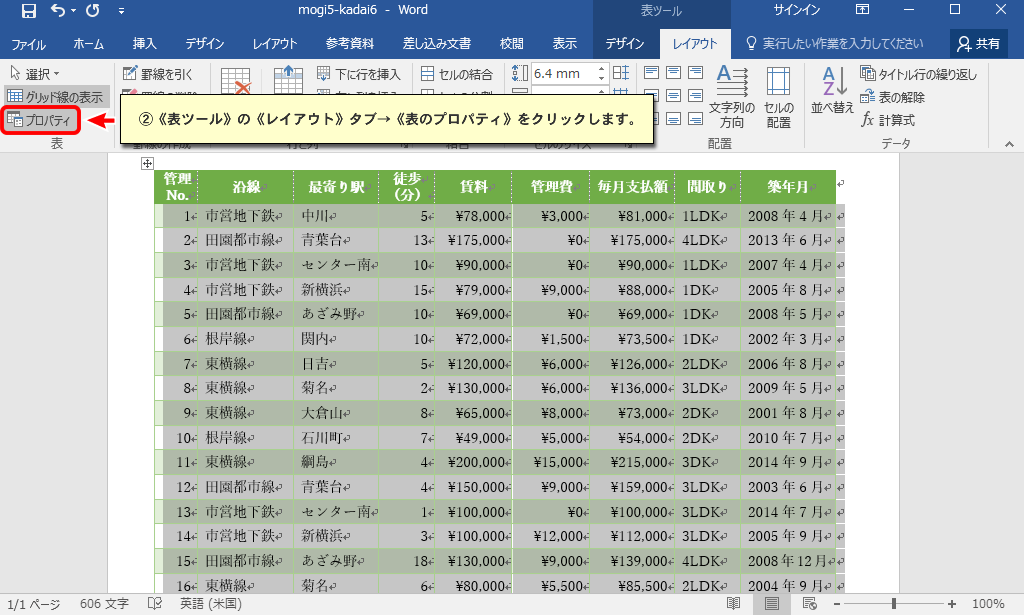 mogi5-kadai6 - Word
表ツール
サインイン
ファイル ホーム 挿入 デザイン レイアウト 参考資料 差し込み文書 校閲 表示 デザイン レイアウト 実行したい作業を入力してください 共有
選択
グリッド線の表示
プロパティ
表
罫線を引く
下に行を挿入
セルの結合
6.4 mm
文字列の方向
セルの配置
配置
並べ替え
タイトル行の繰り返し
表の解除
計算式
データ
②《表ツール》の《レイアウト》タブ→《表のプロパティ》をクリックします。
管理No. 沿線 最寄り駅 徒歩(分) 賃料 管理費 毎月支払額 間取り 築年月
1 市営地下鉄 中川 5 ¥78,000 ¥3,000 ¥81,000 1LDK 2008 年 4 月
2 田園都市線 青葉台 13 ¥175,000 ¥0 ¥175,000 4LDK 2013 年 6 月
3 市営地下鉄 センター南 10 ¥90,000 ¥0 ¥90,000 1LDK 2007 年 4 月
4 市営地下鉄 新横浜 15 ¥79,000 ¥9,000 ¥88,000 1DK 2005 年 8 月
5 田園都市線 あざみ野 10 ¥69,000 ¥0 ¥69,000 1DK 2008 年 5 月
6 根岸線 関内 10 ¥72,000 ¥1,500 ¥73,500 1DK 2002 年 3 月
7 東横線 日吉 5 ¥120,000 ¥6,000 ¥126,000 2LDK 2006 年 8 月
8 東横線 菊名 2 ¥130,000 ¥6,000 ¥136,000 3LDK 2009 年 5 月
9 東横線 大倉山 8 ¥65,000 ¥8,000 ¥73,000 2DK 2001 年 8 月
10 根岸線 石川町 7 ¥49,000 ¥5,000 ¥54,000 2DK 2010 年 7 月
11 東横線 綱島 4 ¥200,000 ¥15,000 ¥215,000 3DK 2014 年 9 月
12 田園都市線 青葉台 4 ¥150,000 ¥9,000 ¥159,000 3LDK 2003 年 6 月
13 市営地下鉄 センター南 1 ¥100,000 ¥0 ¥100,000 3LDK 2014 年 7 月
14 市営地下鉄 新横浜 3 ¥100,000 ¥12,000 ¥112,000 3LDK 2005 年 9 月
15 田園都市線 あざみ野 18 ¥130,000 ¥9,000 ¥139,000 4LDK 2008 年 12 月
16 東横線 菊名 6 ¥80,000 ¥5,500 ¥85,500 2LDK 2004 年 9 月
1/1 ページ 606 文字 英語 (米国) 100%